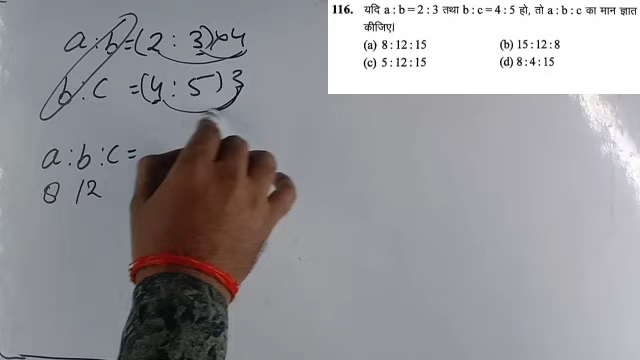 116. यदि a : b = 2 : 3 तथा b : c = 4 : 5 हो, तो a : b : c का मान ज्ञात
कीजिए।
(a) 8 : 12 : 15 (b) 15 : 12 : 8
(c) 5 : 12 : 15 (d) 8 : 4 : 15
a : b = (2 : 3) × 4
b : c = (4 : 5) 3
a : b : c =
8 12